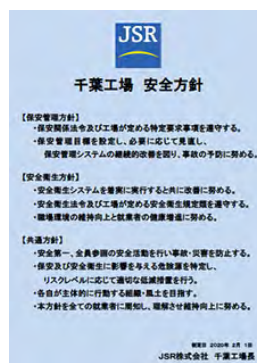 JSR
千葉工場 安全方針
【保安管理方針】
・保安関係法令及び工場が定める特定要求事項を遵守する。
・保安管理目標を設定し、必要に応じて見直し、
保安管理システムの継続的改善を図り、事故の予防に努める。
【安全衛生方針】
・安全衛生システムを着実に実行すると共に改善に努める。
・安全衛生法令及び工場が定める安全衛生規定類を遵守する。
・職場環境の維持向上と就業者の健康増進に努める。
【共通方針】
・安全第一、全員参画の安全活動を行い事故・災害を防止する。
・保安及び安全衛生に影響を与える危険源を特定し、
リスクレベルに応じて適切な低減措置を行う。
・各自が主体的に行動する組織・風土を目指す。
・本方針を全ての就業者に周知し、理解させ維持向上に努める。
2020年 2月 1日
JSR株式会社 千葉工場長